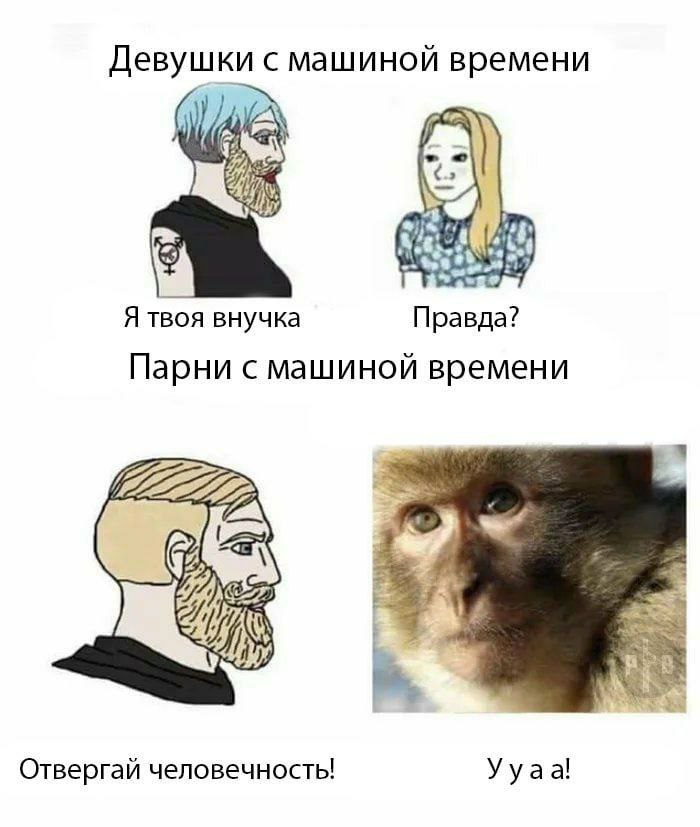 Девушки с машиной времени
Я твоя внучка
Правда?
Парни с машиной времени
Отвергай человечность!
У у а а!